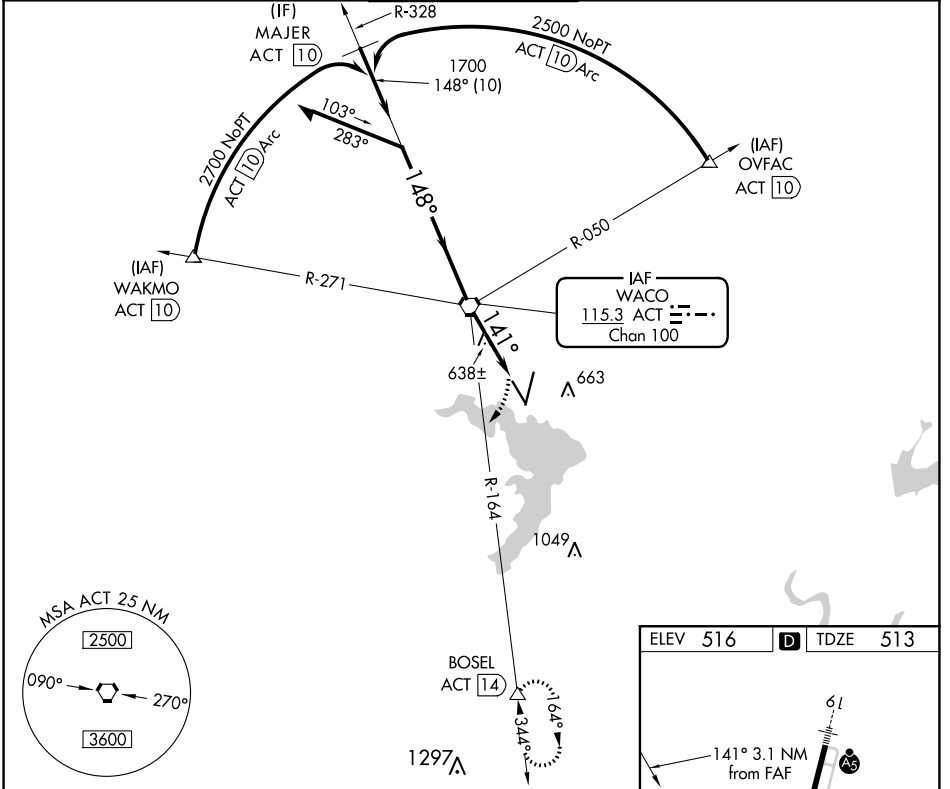 (IF)
MAJER
ACT 10
R-328
1700
148° (10)
2500 NoPT
ACT 10 Arc
2700 NoPT
ACT 10 Arc
103°
283°
148°
(IAF)
OVFAC
ACT 10
R-050
(IAF)
WAKMO
ACT 10
R-271
IAF
WACO
115.3 ACT
Chan 100
141°
638±
663
R-164
1049
MSA ACT 25 NM
2500
090°
270°
3600
BOSEL
ACT 14
344°
164°
1297
ELEV 516 D TDZE 513
19
141° 3.1 NM
from FAF
A5